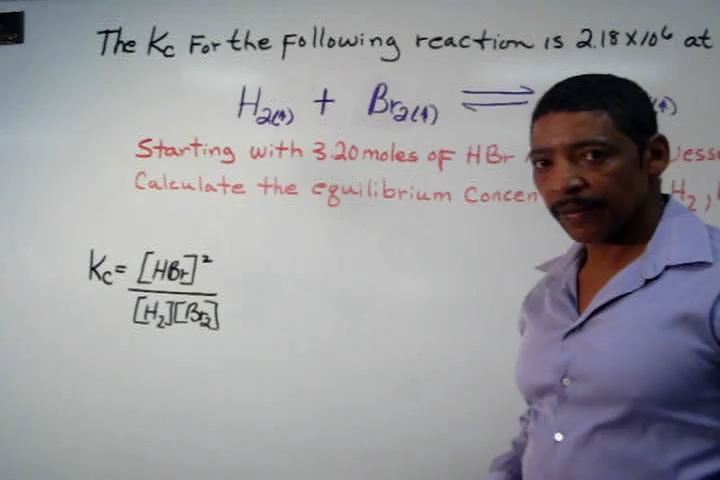 The Kc For the following reaction is 2.18 X 10⁶ at
H₂(g) + Br₂(g) ⇌ (g)
Starting with 3.20 moles of HBr
Calculate the equilibrium Concen H₂,
Kc = [HBr]²
[H₂][Br₂]